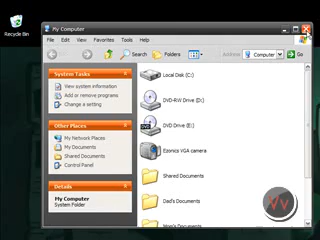 Recycle Bin
My Computer
File Edit View Favorites Tools Help
Search Folders Address Computer Go
System Tasks
View system information
Add or remove programs
Change a setting
Other Places
My Network Places
My Documents
Shared Documents
Control Panel
Details
My Computer
System Folder
Local Disk (C:)
DVD-RW Drive (D:)
DVD Drive (E:)
Ezonics VGA camera
Shared Documents
Dad's Documents